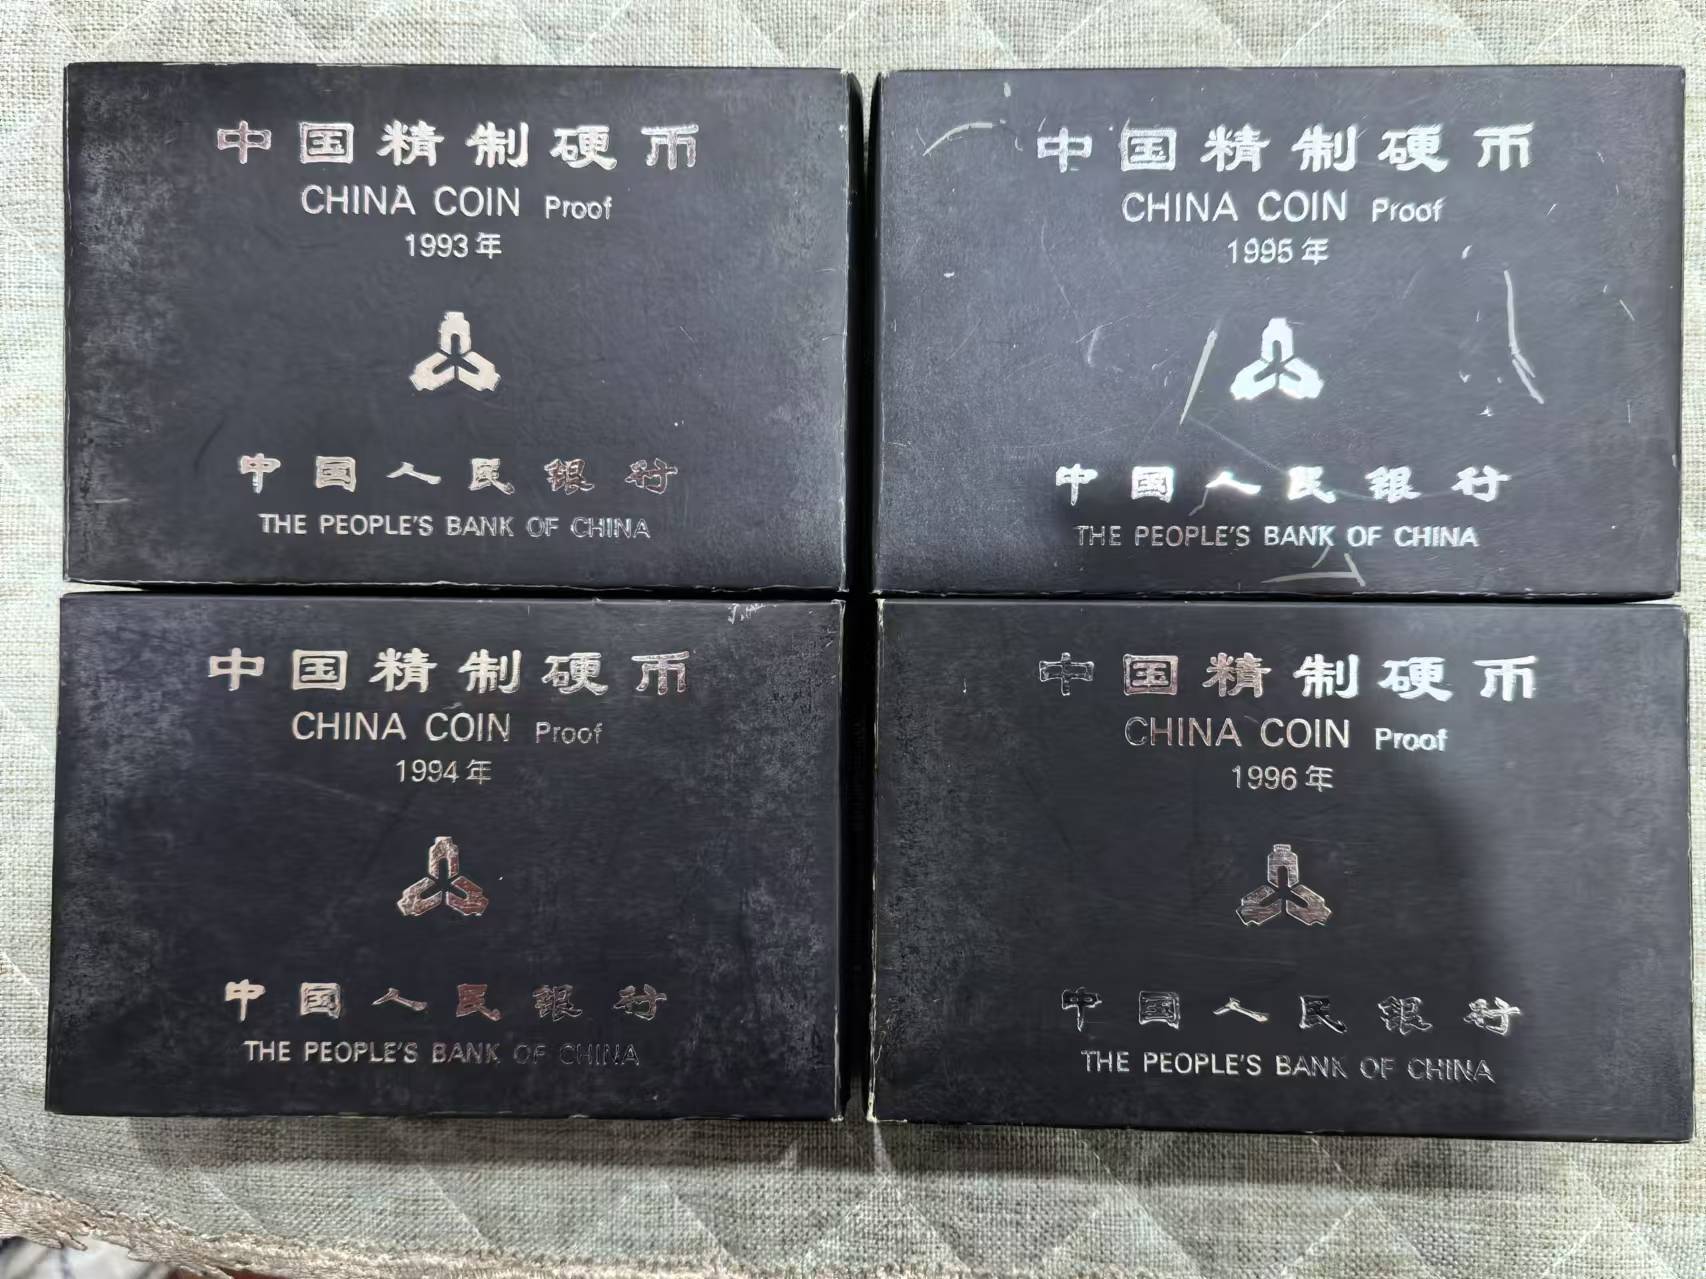 中国精制硬币
CHINA COIN Proof
1993年
中国人民银行
THE PEOPLE'S BANK OF CHINA
中国精制硬币
CHINA COIN Proof
1995年
中国人民银行
THE PEOPLE'S BANK OF CHINA
中国精制硬币
CHINA COIN Proof
1994年
中国人民银行
THE PEOPLE'S BANK OF CHINA
中国精制硬币
CHINA COIN Proof
1996年
中国人民银行
THE PEOPLE'S BANK OF CHINA